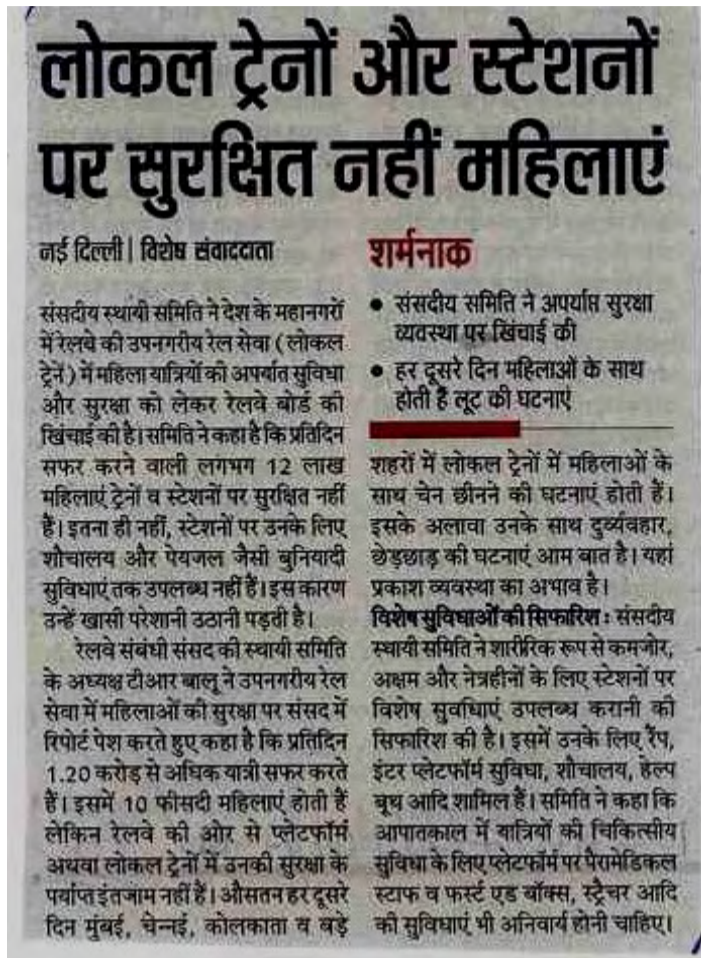 लोकल ट्रेनों और स्टेशनों
पर सुरक्षित नहीं महिलाएं
नई दिल्ली | विशेष संवाददाता
संसदीय स्थायी समिति ने देश के महानगरों
में रेलवे की उपनगरीय रेल सेवा (लोकल
ट्रेनें) में महिला यात्रियों को अपर्यात सुविधा
और सुरक्षा को लेकर रेलवे बोर्ड की
खिंचाई की है। समिति ने कहा है कि प्रतिदिन
सफर करने वाली लगभग 12 लाख
महिलाएं ट्रेनों व स्टेशनों पर सुरक्षित नहीं
हैं। इतना ही नहीं, स्टेशनों पर उनके लिए
शौचालय और पेयजल जैसी बुनियादी
सुविधाएं तक उपलब्ध नहीं हैं। इस कारण
उन्हें खासी परेशानी उठानी पड़ती है।
रेलवे संबंधी संसद की स्थायी समिति
के अध्यक्ष टीआर बालू ने उपनगरीय रेल
सेवा में महिलाओं की सुरक्षा पर संसद में
रिपोर्ट पेश करते हुए कहा है कि प्रतिदिन
1.20 करोड़ से अधिक यात्री सफर करते
हैं। इसमें 10 फीसदी महिलाएं होती हैं
लेकिन रेलवे की ओर से प्लेटफॉर्म
अथवा लोकल ट्रेनों में उनकी सुरक्षा के
पर्याप्त इंतजाम नहीं हैं। औसतन हर दूसरे
दिन मुंबई, चेन्नई, कोलकाता व बड़े
शर्मनाक
● संसदीय समिति ने अपर्याप्त सुरक्षा
व्यवस्था पर खिंचाई की
● हर दूसरे दिन महिलाओं के साथ
होती हैं लूट की घटनाएं
शहरों में लोकल ट्रेनों में महिलाओं के
साथ चेन छीनने की घटनाएं होती हैं।
इसके अलावा उनके साथ दुर्व्यवहार,
छेड़छाड़ की घटनाएं आम बात है। यहां
प्रकाश व्यवस्था का अभाव है।
विशेष सुविधाओं की सिफारिश : संसदीय
स्थायी समिति ने शारीरिक रूप से कमजोर,
अक्षम और नेत्रहीनों के लिए स्टेशनों पर
विशेष सुवधिाएं उपलब्ध करानी की
सिफारिश की है। इसमें उनके लिए रैंप,
इंटर प्लेटफॉर्म सुविधा, शौचालय, हेल्प
बूथ आदि शामिल हैं। समिति ने कहा कि
आपातकाल में यात्रियों की चिकित्सीय
सुविधा के लिए प्लेटफॉर्म पर पैरामेडिकल
स्टाफ व फर्स्ट एड बॉक्स, स्ट्रैचर आदि
की सुविधाएं भी अनिवार्य होनी चाहिए।